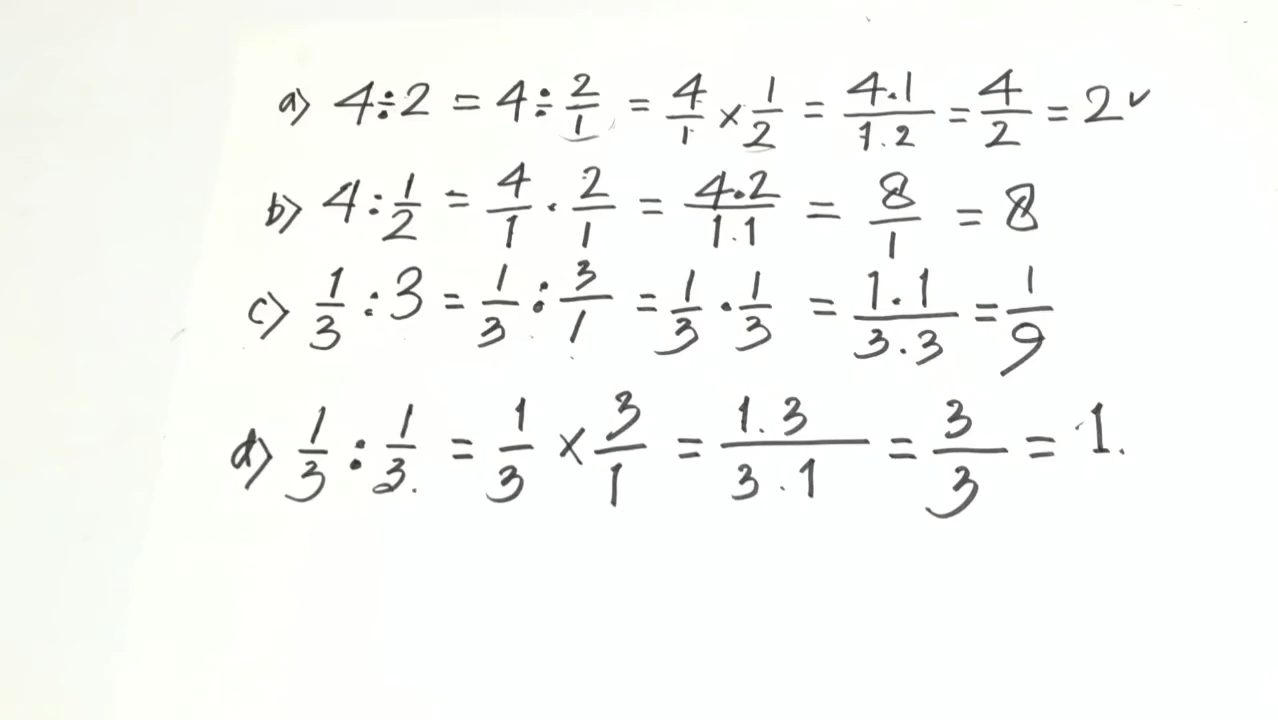 a) 4÷2 = 4÷2/1 = 4/1 × 1/2 = 4.1/1.2 = 4/2 = 2 ✓
b) 4:1/2 = 4/1 . 2/1 = 4.2/1.1 = 8/1 = 8
c) 1/3 : 3 = 1/3 : 3/1 = 1/3 . 1/3 = 1.1/3.3 = 1/9
d) 1/3 : 1/3. = 1/3 × 3/1 = 1.3/3.1 = 3/3 = 1.